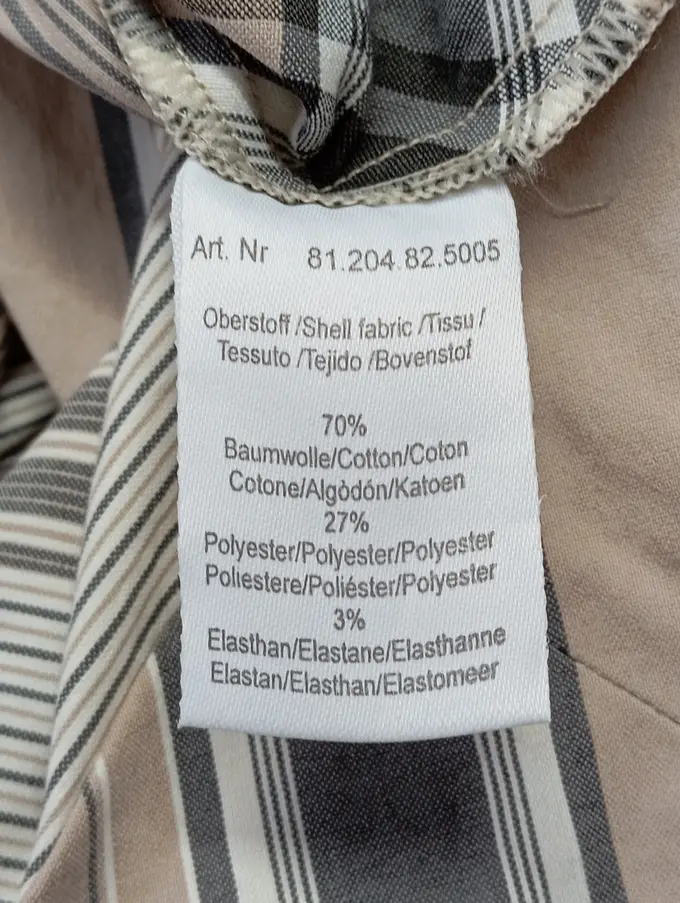 Art. Nr 81.204.82.5005
Oberstoff /Shell fabric /Tissu /
Tessuto /Tejido /Bovenstof
70%
Baumwolle/Cotton/Coton
Cotone/Algòdón/Katoen
27%
Polyester/Polyester/Polyester
Poliestere/Poliéster/Polyester
3%
Elasthan/Elastane/Elasthanne
Elastan/Elasthan/Elastomeer